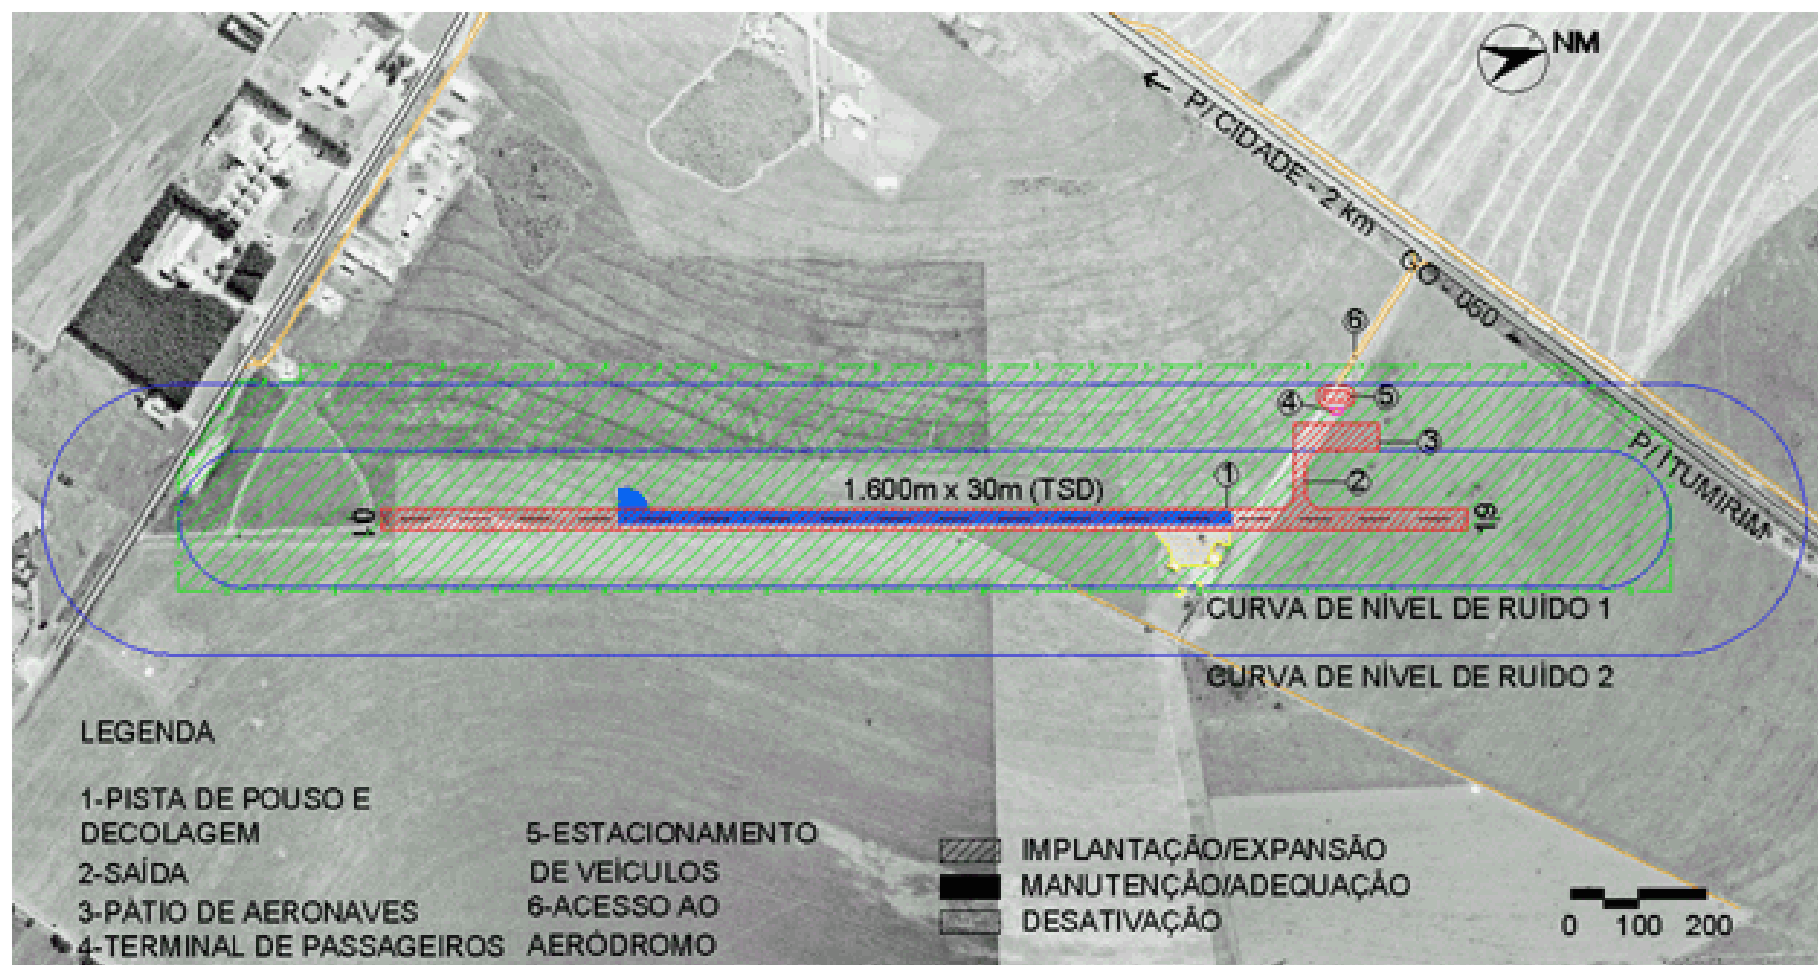 NM
P/ CIDADE - 2 km
GO - 060
6
5
4
3
P/ ITUMIRIM
1
1.600m x 30m (TSD)
2
01
19
CURVA DE NÍVEL DE RUÍDO 1
CURVA DE NÍVEL DE RUÍDO 2
LEGENDA
1-PISTA DE POUSO E
DECOLAGEM
2-SAÍDA
3-PÁTIO DE AERONAVES
4-TERMINAL DE PASSAGEIROS
5-ESTACIONAMENTO
DE VEÍCULOS
6-ACESSO AO
AERÓDROMO
IMPLANTAÇÃO/EXPANSÃO
MANUTENÇÃO/ADEQUAÇÃO
DESATIVAÇÃO
0 100 200